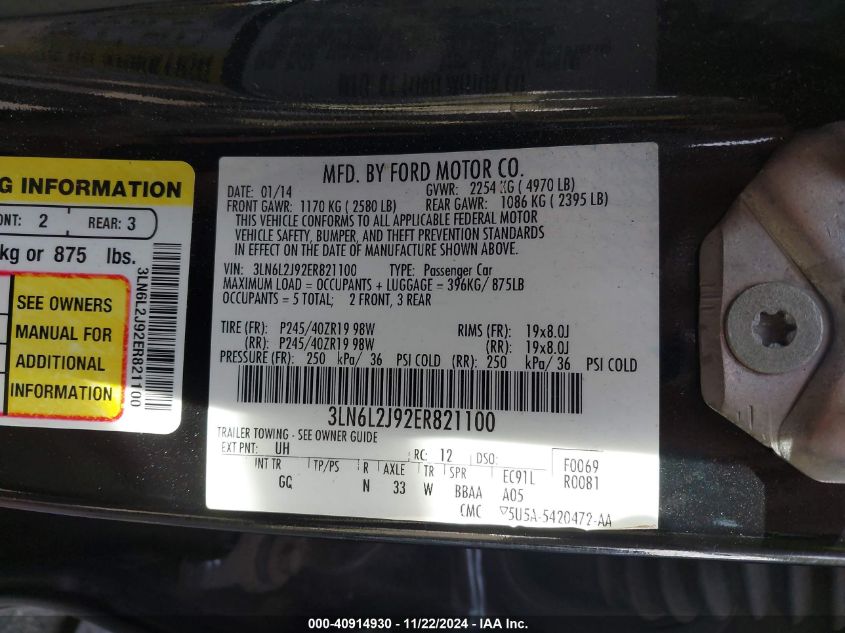 G INFORMATION
ONT: 2 REAR: 3
kg or 875 lbs.
SEE OWNERS
MANUAL FOR
ADDITIONAL
INFORMATION
3LN6L2J92ER821100
MFD. BY FORD MOTOR CO.
DATE: 01/14 GVWR: 2254 KG ( 4970 LB)
FRONT GAWR: 1170 KG ( 2580 LB) REAR GAWR: 1086 KG ( 2395 LB)
THIS VEHICLE CONFORMS TO ALL APPLICABLE FEDERAL MOTOR
VEHICLE SAFETY, BUMPER, AND THEFT PREVENTION STANDARDS
IN EFFECT ON THE DATE OF MANUFACTURE SHOWN ABOVE.
VIN: 3LN6L2J92ER821100 TYPE: Passenger Car
MAXIMUM LOAD = OCCUPANTS + LUGGAGE = 396KG/ 875LB
OCCUPANTS = 5 TOTAL; 2 FRONT, 3 REAR
TIRE (FR): P245/40ZR19 98W RIMS (FR): 19x8.0J
(RR): P245/40ZR19 98W (RR): 19x8.0J
PRESSURE (FR): 250 kPa/ 36 PSI COLD (RR): 250 kPa/ 36 PSI COLD
3LN6L2J92ER821100
TRAILER TOWING - SEE OWNER GUIDE
EXT PNT: UH RC: 12 DSO: F0069
INT TR TP/PS R AXLE TR SPR EC91L R0081
GQ N 33 W BBAA A05
CMC ▽5U5A-5420472-AA
000-40914930 - 11/22/2024 - IAA Inc.